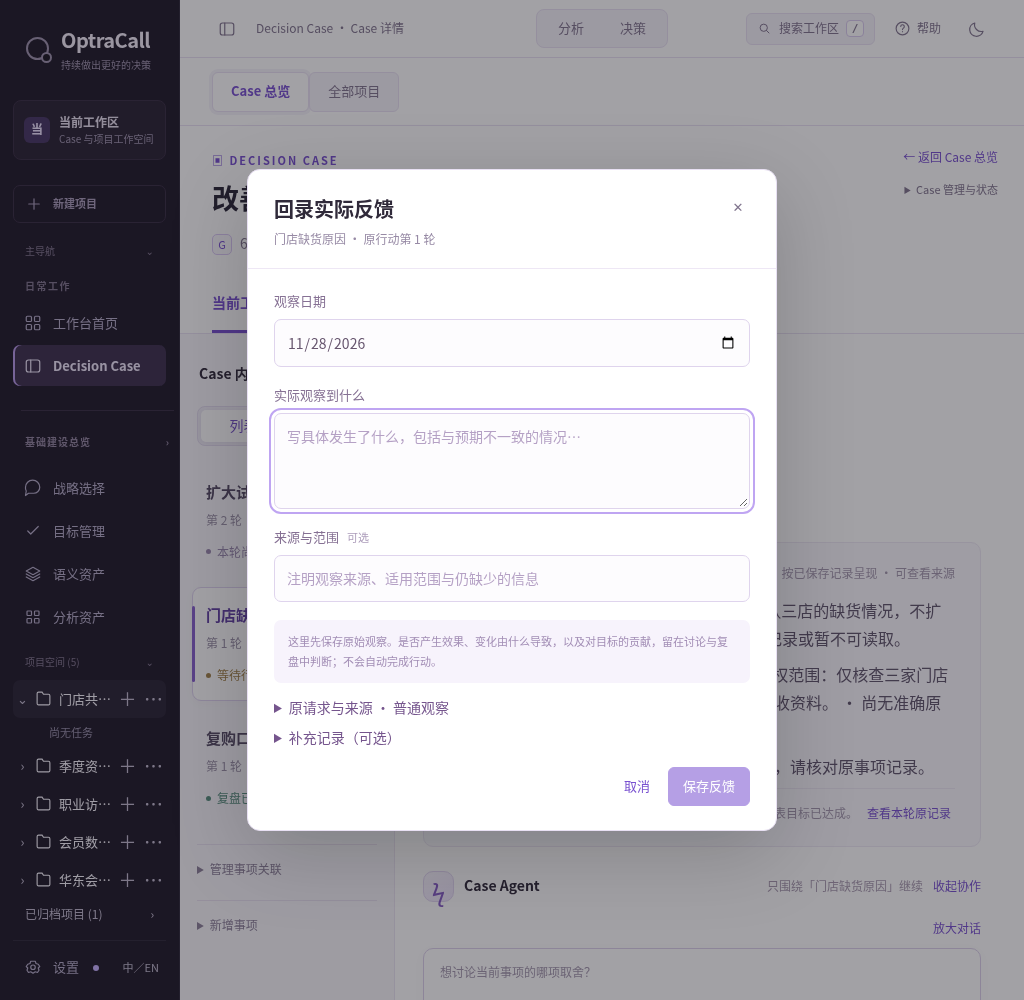 OptraCall
持续做出更好的决策
当
当前工作区
Case 与项目工作空间
新建项目
主导航
日常工作
工作台首页
Decision Case
基础建设总览
战略选择
目标管理
语义资产
分析资产
项目空间 (5)
门店共…
尚无任务
季度资…
职业访…
会员数…
华东会…
已归档项目 (1)
设置
中／EN
Decision Case · Case 详情
分析
决策
搜索工作区
/
帮助
Case 总览
全部项目
DECISION CASE
← 返回 Case 总览
改善
Case 管理与状态
G
6
当前工
Case 内
列表
扩大试
第 2 轮
本轮尚
门店缺
第 1 轮
等待行
复购口
第 1 轮
复盘已
管理事项关联
新增事项
回录实际反馈
×
门店缺货原因 · 原行动第 1 轮
观察日期
11/28/2026
实际观察到什么
写具体发生了什么，包括与预期不一致的情况…
来源与范围 可选
注明观察来源、适用范围与仍缺少的信息
这里先保存原始观察。是否产生效果、变化由什么导致，以及对目标的贡献，留在讨论与复
盘中判断；不会自动完成行动。
原请求与来源 · 普通观察
补充记录（可选）
取消
保存反馈
按已保存记录呈现 · 可查看来源
三店的缺货情况，不扩
记录或暂不可读取。
权范围：仅核查三家门店
收资料。 · 尚无准确原
，请核对原事项记录。
表目标已达成。 查看本轮原记录
Case Agent
只围绕「门店缺货原因」继续 收起协作
放大对话
想讨论当前事项的哪项取舍？